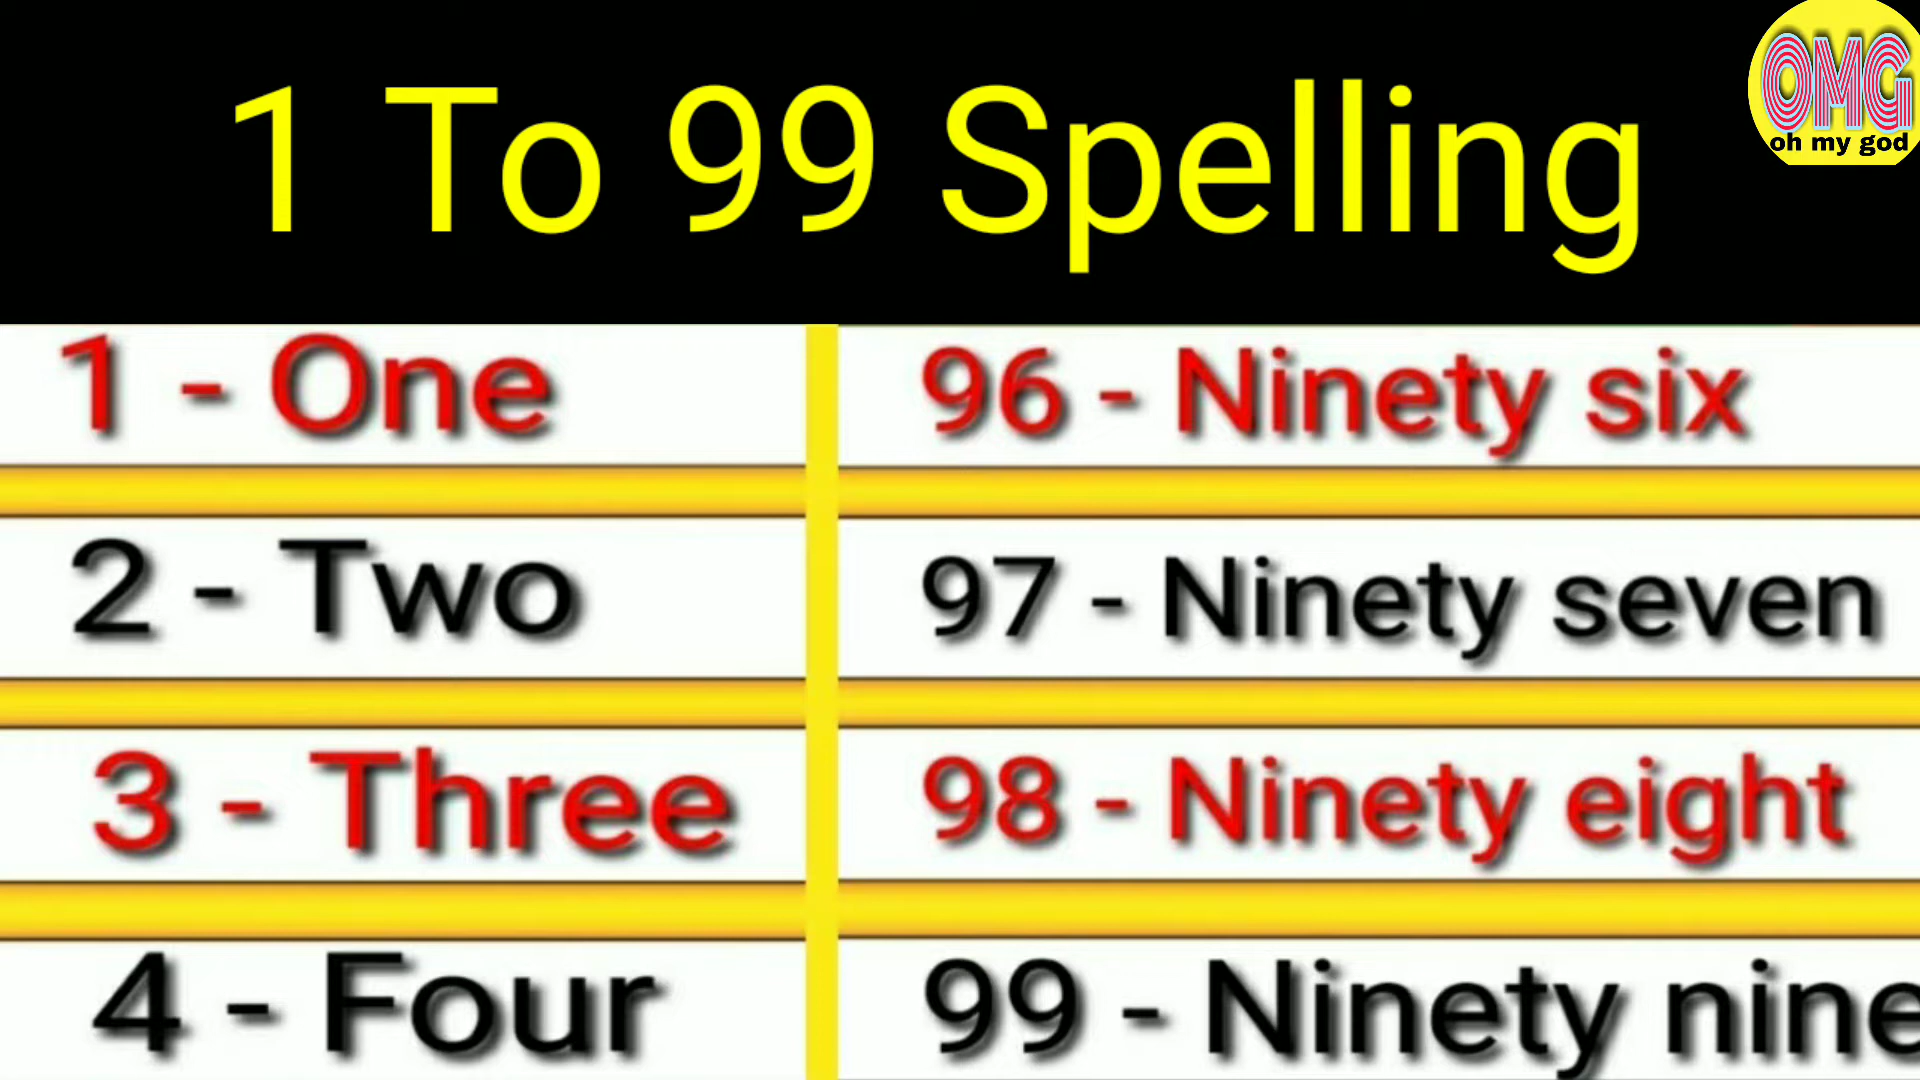 1 To 99 Spelling
OMG
oh my god
1 - One
2 - Two
3 - Three
4 - Four
96 - Ninety six
97 - Ninety seven
98 - Ninety eight
99 - Ninety nine